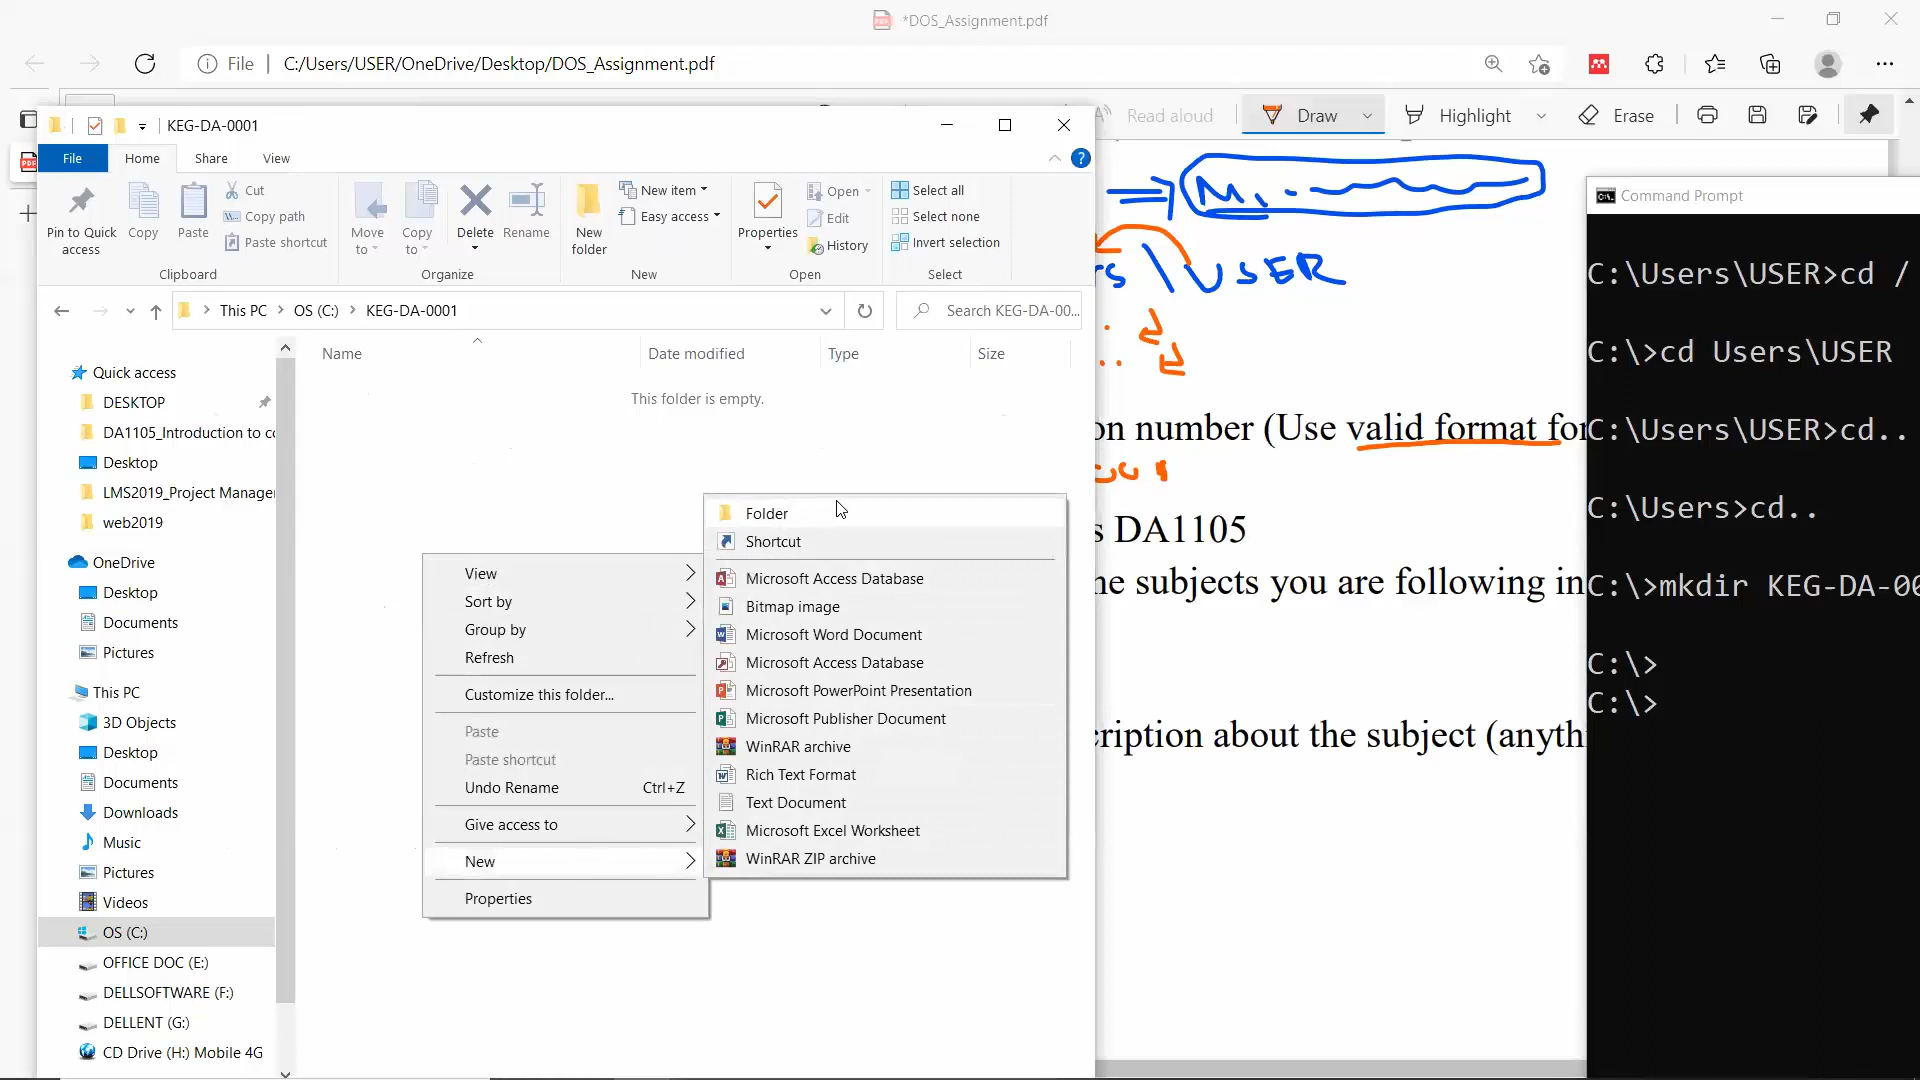 *DOS_Assignment.pdf
File
C:/Users/USER/OneDrive/Desktop/DOS_Assignment.pdf
Read aloud
Draw
Highlight
Erase
KEG-DA-0001
File
Home
Share
View
Pin to Quick access
Copy
Paste
Cut
Copy path
Paste shortcut
Clipboard
Move to
Copy to
Delete
Rename
Organize
New folder
New item
Easy access
New
Properties
Open
Edit
History
Open
Select all
Select none
Invert selection
Select
This PC > OS (C:) > KEG-DA-0001
Search KEG-DA-00...
Name
Date modified
Type
Size
This folder is empty.
Quick access
DESKTOP
DA1105_Introduction to co
Desktop
LMS2019_Project Manager
web2019
OneDrive
Desktop
Documents
Pictures
This PC
3D Objects
Desktop
Documents
Downloads
Music
Pictures
Videos
OS (C:)
OFFICE DOC (E:)
DELLSOFTWARE (F:)
DELLENT (G:)
CD Drive (H:) Mobile 4G
View
Sort by
Group by
Refresh
Customize this folder...
Paste
Paste shortcut
Undo Rename Ctrl+Z
Give access to
New
Properties
Folder
Shortcut
Microsoft Access Database
Bitmap image
Microsoft Word Document
Microsoft Access Database
Microsoft PowerPoint Presentation
Microsoft Publisher Document
WinRAR archive
Rich Text Format
Text Document
Microsoft Excel Worksheet
WinRAR ZIP archive
\USER
on number (Use valid format for
s DA1105
ne subjects you are following in
cription about the subject (anythi
Command Prompt
C:\Users\USER>cd /
C:\>cd Users\USER
C:\Users\USER>cd..
C:\Users>cd..
C:\>mkdir KEG-DA-00
C:\>
C:\>